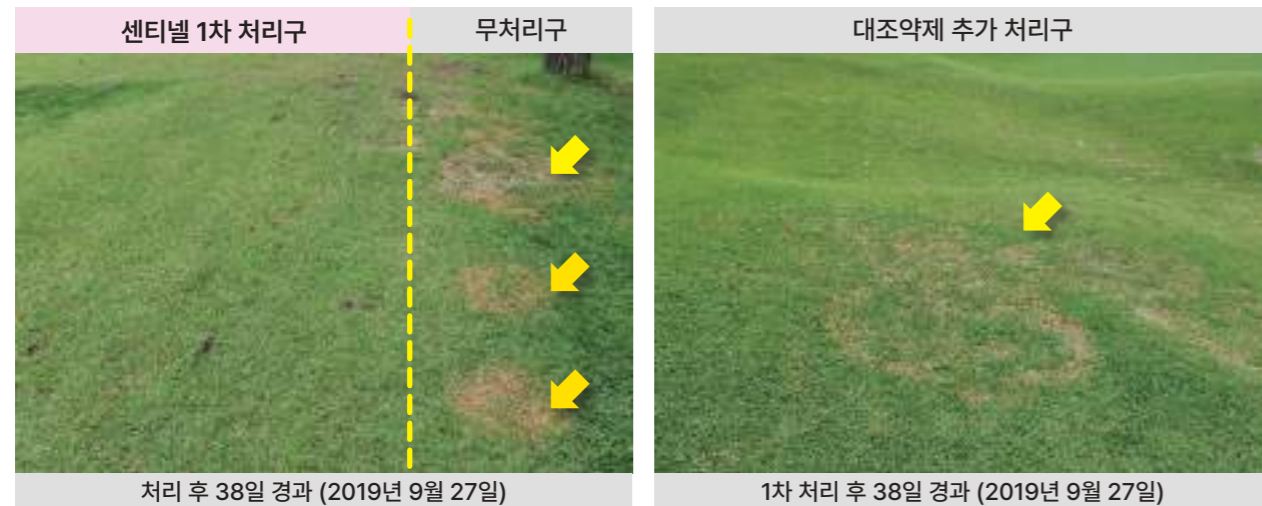 센티넬 1차 처리구
무처리구
처리 후 38일 경과 (2019년 9월 27일)
대조약제 추가 처리구
1차 처리 후 38일 경과 (2019년 9월 27일)